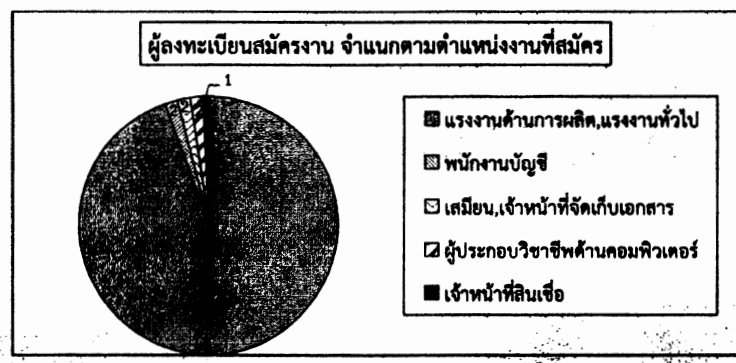 ผู้ลงทะเบียนสมัครงาน จำแนกตามตำแหน่งงานที่สมัคร
1
แรงงานด้านการผลิต,แรงงานทั่วไป
พนักงานบัญชี
เสมียน,เจ้าหน้าที่จัดเก็บเอกสาร
ผู้ประกอบวิชาชีพด้านคอมพิวเตอร์
เจ้าหน้าที่สินเชื่อ